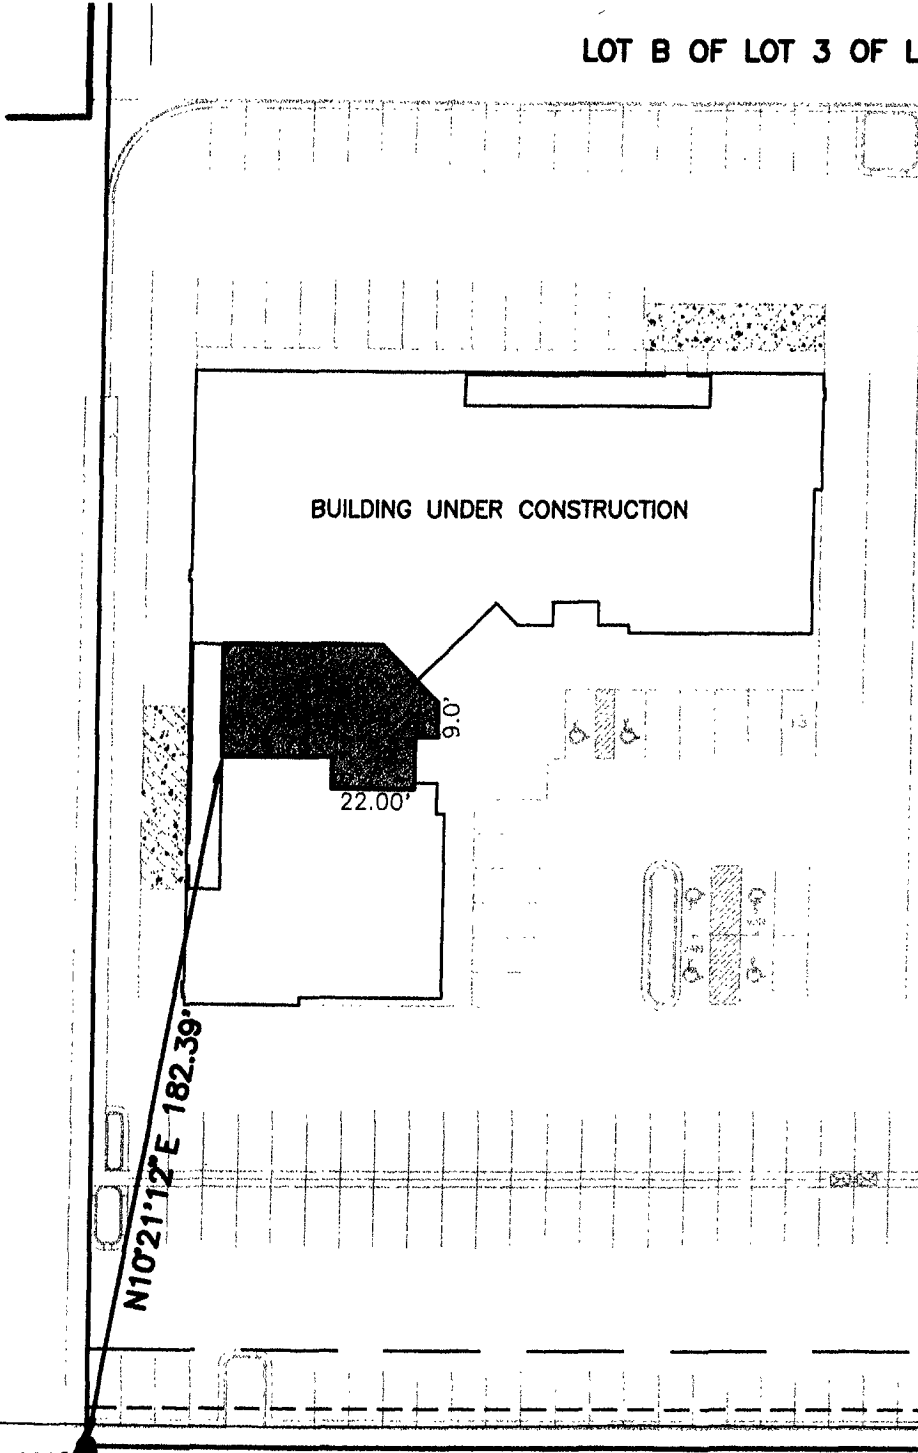 LOT B OF LOT 3 OF L
BUILDING UNDER CONSTRUCTION
9.0'
22.00'
N10°21'12"E 182.39'